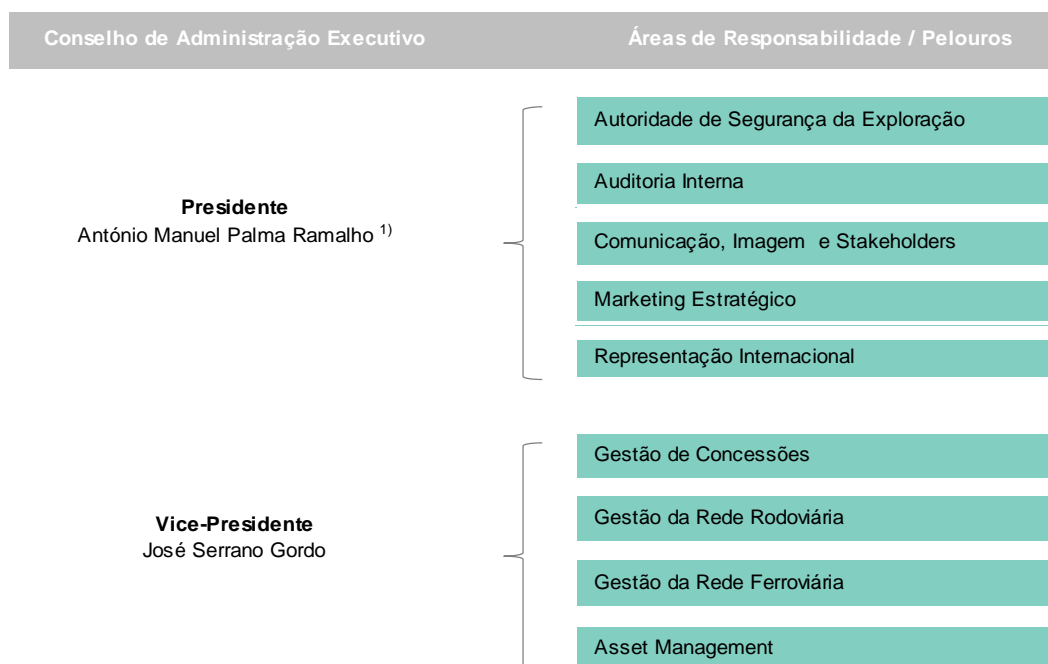 Conselho de Administração Executivo
Áreas de Responsabilidade / Pelouros
Presidente
António Manuel Palma Ramalho 1)
Autoridade de Segurança da Exploração
Auditoria Interna
Comunicação, Imagem e Stakeholders
Marketing Estratégico
Representação Internacional
Vice-Presidente
José Serrano Gordo
Gestão de Concessões
Gestão da Rede Rodoviária
Gestão da Rede Ferroviária
Asset Management